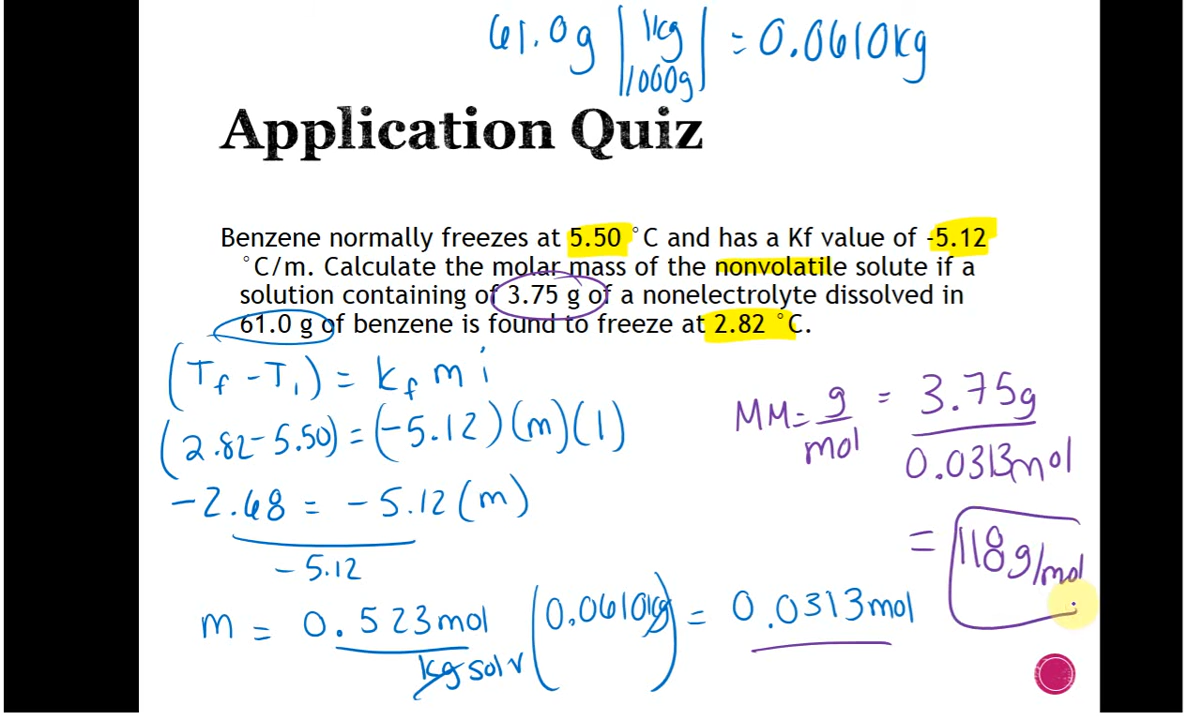 61.0g | 1kg / 1000g | = 0.0610kg
Application Quiz
Benzene normally freezes at 5.50 °C and has a Kf value of -5.12
°C/m. Calculate the molar mass of the nonvolatile solute if a
solution containing of 3.75 g of a nonelectrolyte dissolved in
61.0 g of benzene is found to freeze at 2.82 °C.
(Tf - Ti) = kf m i
(2.82-5.50) = (-5.12)(m)(1)
-2.68 = -5.12(m)
-5.12
m = 0.523mol / kg solv (0.0610kg) = 0.0313mol
MM = g / mol = 3.75g / 0.0313mol
= 118g/mol